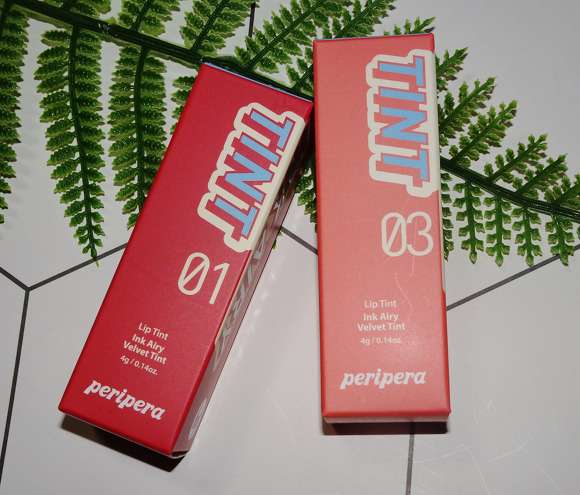 TINT
01
Lip Tint
Ink Airy
Velvet Tint
4g / 0.14oz.
peripera
TINT
03
Lip Tint
Ink Airy
Velvet Tint
4g / 0.14oz.
peripera